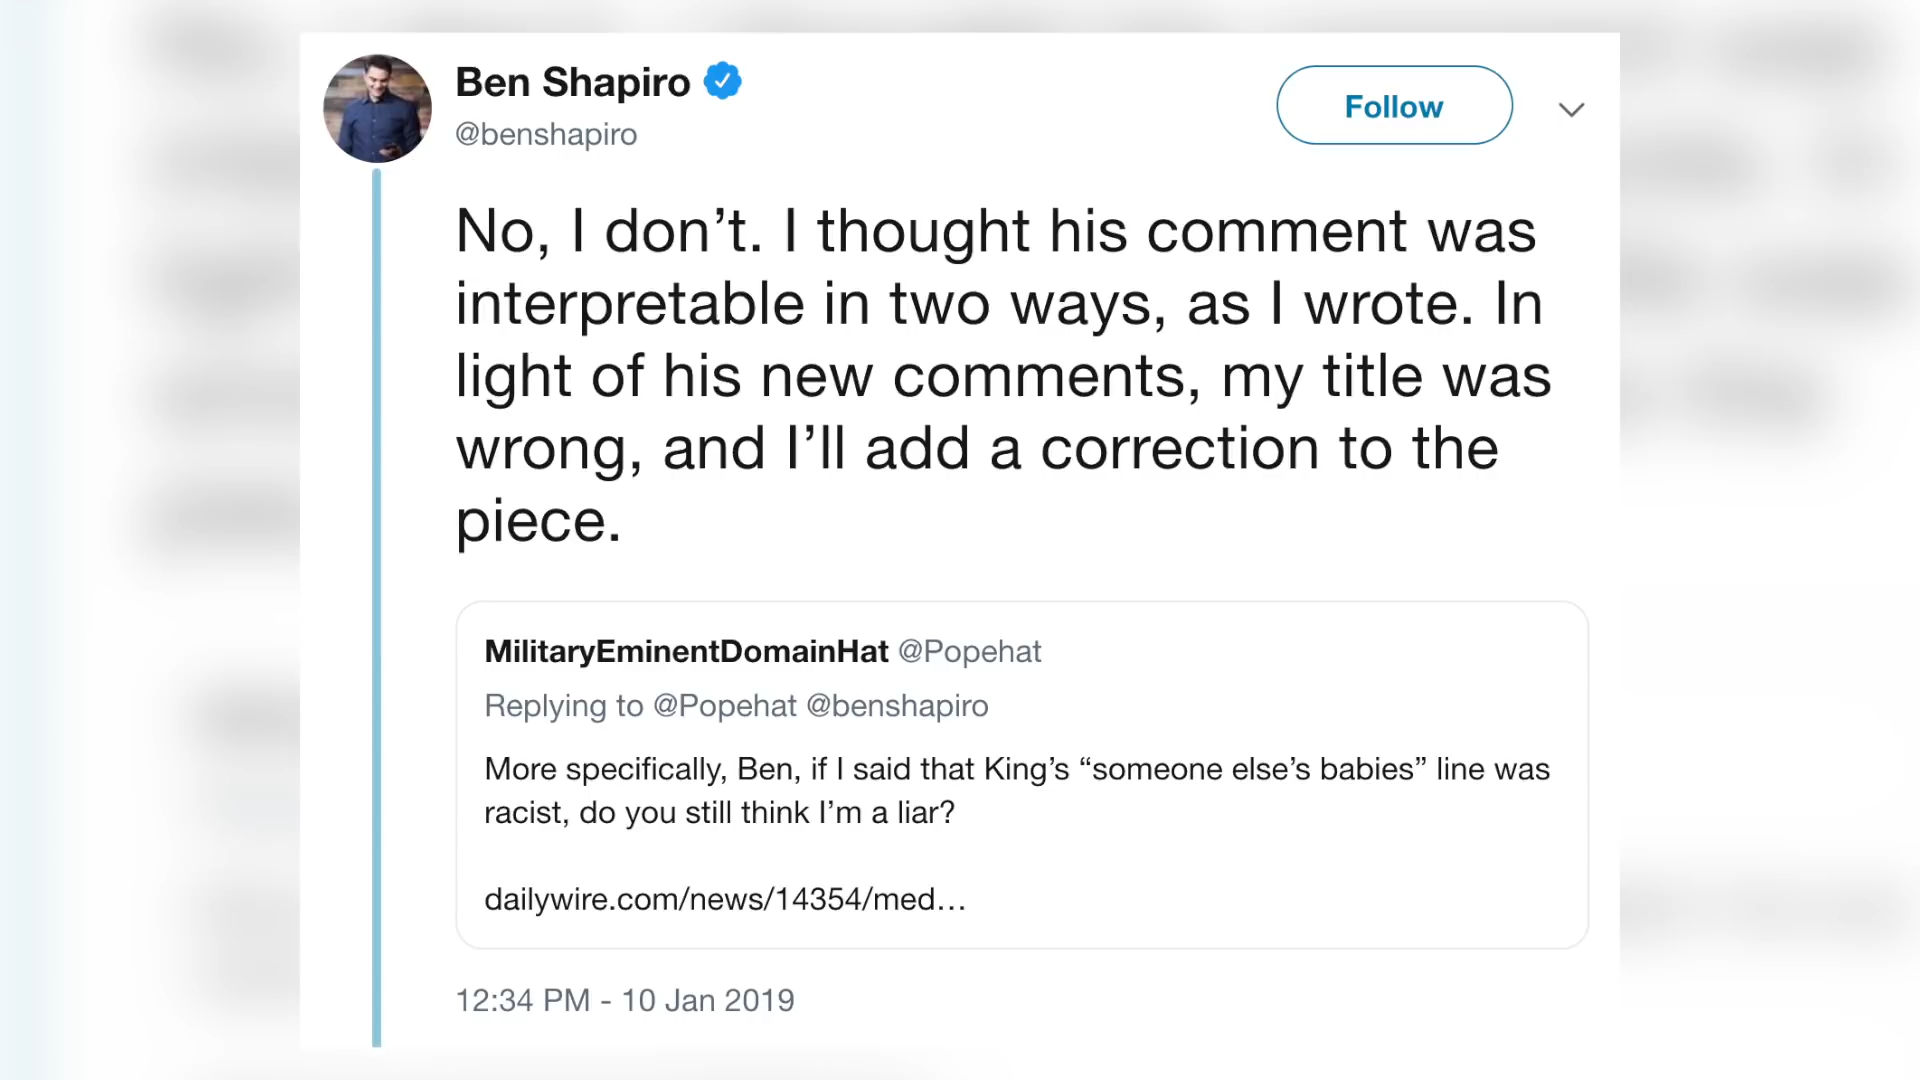 Ben Shapiro
@benshapiro
Follow
No, I don’t. I thought his comment was
interpretable in two ways, as I wrote. In
light of his new comments, my title was
wrong, and I’ll add a correction to the
piece.
MilitaryEminentDomainHat @Popehat
Replying to @Popehat @benshapiro
More specifically, Ben, if I said that King’s “someone else’s babies” line was
racist, do you still think I’m a liar?
dailywire.com/news/14354/med…
12:34 PM - 10 Jan 2019